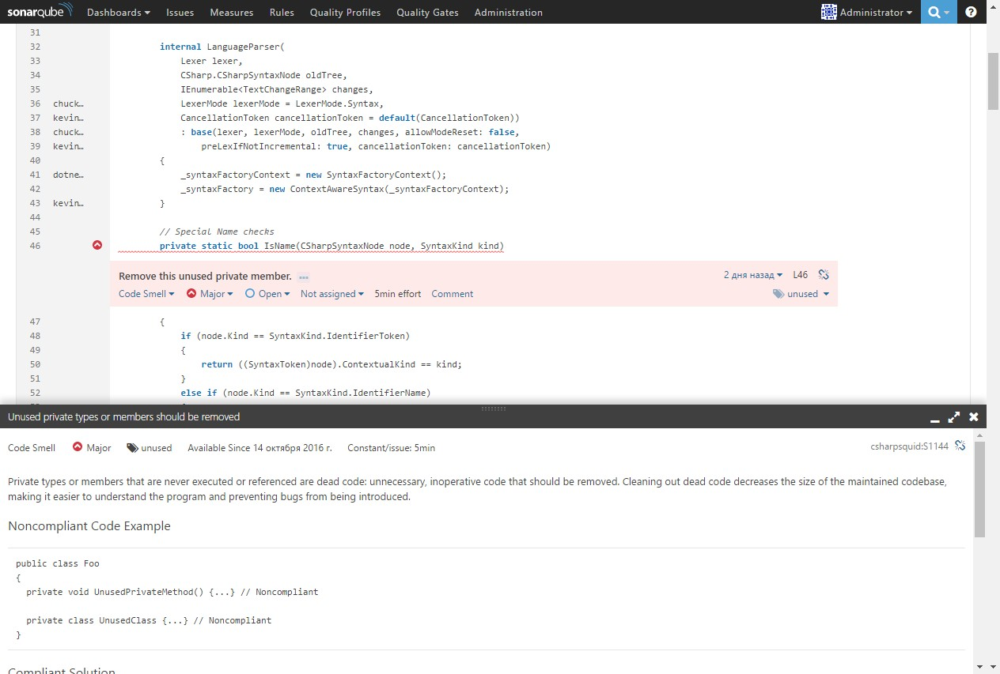 sonarqube Dashboards Issues Measures Rules Quality Profiles Quality Gates Administration Administrator ?
31
32 internal LanguageParser(
33 Lexer lexer,
34 CSharp.CSharpSyntaxNode oldTree,
35 IEnumerable<TextChangeRange> changes,
36 chuck… LexerMode lexerMode = LexerMode.Syntax,
37 kevin… CancellationToken cancellationToken = default(CancellationToken))
38 chuck… : base(lexer, lexerMode, oldTree, changes, allowModeReset: false,
39 kevin… preLexIfNotIncremental: true, cancellationToken: cancellationToken)
40 {
41 dotne… _syntaxFactoryContext = new SyntaxFactoryContext();
42 _syntaxFactory = new ContextAwareSyntax(_syntaxFactoryContext);
43 kevin… }
44
45 // Special Name checks
46 private static bool IsName(CSharpSyntaxNode node, SyntaxKind kind)
Remove this unused private member. … 2 дня назад L46
Code Smell Major Open Not assigned 5min effort Comment unused
47 {
48 if (node.Kind == SyntaxKind.IdentifierToken)
49 {
50 return ((SyntaxToken)node).ContextualKind == kind;
51 }
52 else if (node.Kind == SyntaxKind.IdentifierName)
Unused private types or members should be removed
Code Smell Major unused Available Since 14 октября 2016 г. Constant/issue: 5min csharpsquid:S1144
Private types or members that are never executed or referenced are dead code: unnecessary, inoperative code that should be removed. Cleaning out dead code decreases the size of the maintained codebase,
making it easier to understand the program and preventing bugs from being introduced.
Noncompliant Code Example
public class Foo
{
private void UnusedPrivateMethod() {...} // Noncompliant
private class UnusedClass {...} // Noncompliant
}
Compliant Solution